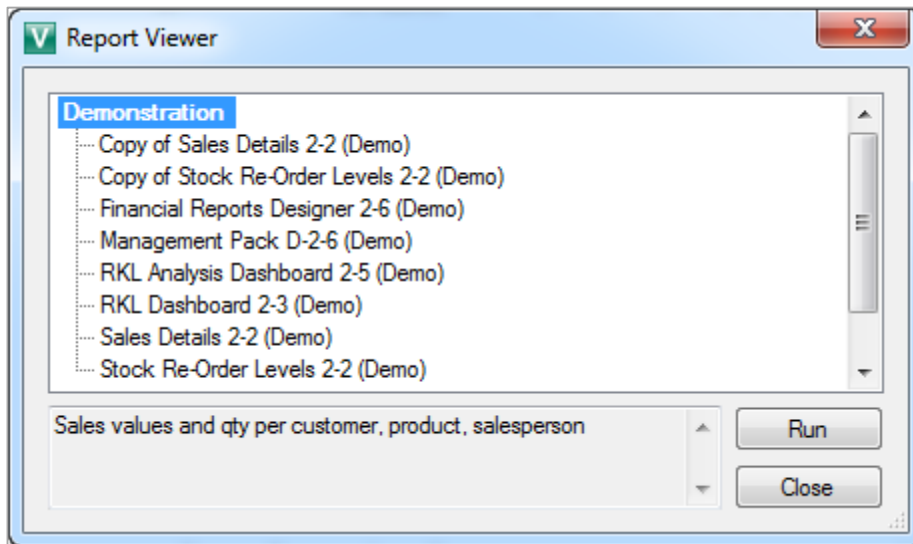 V Report Viewer
Demonstration
Copy of Sales Details 2-2 (Demo)
Copy of Stock Re-Order Levels 2-2 (Demo)
Financial Reports Designer 2-6 (Demo)
Management Pack D-2-6 (Demo)
RKL Analysis Dashboard 2-5 (Demo)
RKL Dashboard 2-3 (Demo)
Sales Details 2-2 (Demo)
Stock Re-Order Levels 2-2 (Demo)
Sales values and qty per customer, product, salesperson
Run
Close